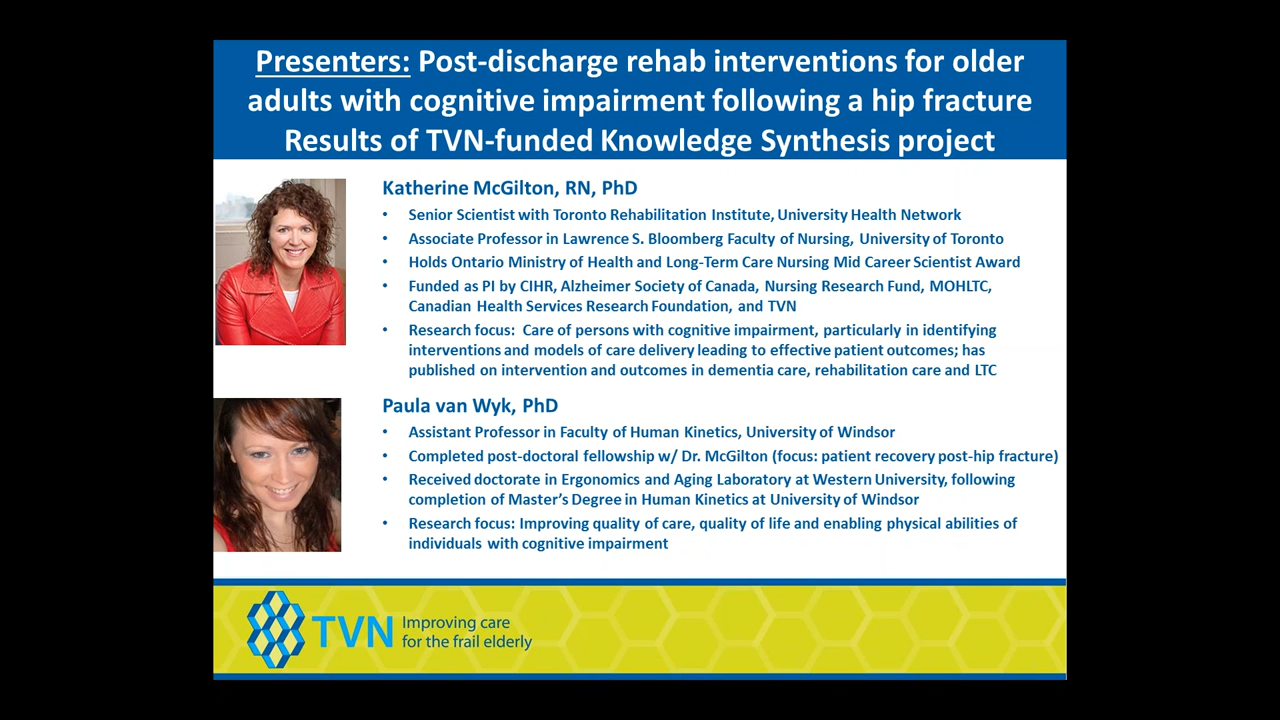 Presenters: Post-discharge rehab interventions for older
adults with cognitive impairment following a hip fracture
Results of TVN-funded Knowledge Synthesis project
Katherine McGilton, RN, PhD
• Senior Scientist with Toronto Rehabilitation Institute, University Health Network
• Associate Professor in Lawrence S. Bloomberg Faculty of Nursing, University of Toronto
• Holds Ontario Ministry of Health and Long-Term Care Nursing Mid Career Scientist Award
• Funded as PI by CIHR, Alzheimer Society of Canada, Nursing Research Fund, MOHLTC,
Canadian Health Services Research Foundation, and TVN
• Research focus: Care of persons with cognitive impairment, particularly in identifying
interventions and models of care delivery leading to effective patient outcomes; has
published on intervention and outcomes in dementia care, rehabilitation care and LTC
Paula van Wyk, PhD
• Assistant Professor in Faculty of Human Kinetics, University of Windsor
• Completed post-doctoral fellowship w/ Dr. McGilton (focus: patient recovery post-hip fracture)
• Received doctorate in Ergonomics and Aging Laboratory at Western University, following
completion of Master's Degree in Human Kinetics at University of Windsor
• Research focus: Improving quality of care, quality of life and enabling physical abilities of
individuals with cognitive impairment
TVN
Improving care
for the frail elderly